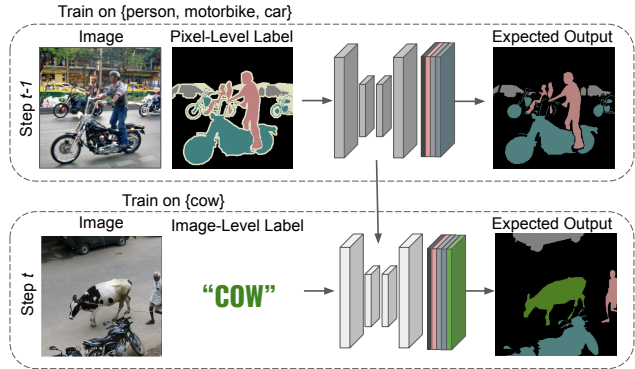 Train on {person, motorbike, car}
Image
Pixel-Level Label
Expected Output
Step t-1
Train on {cow}
Image
Image-Level Label
Expected Output
Step t
“COW”